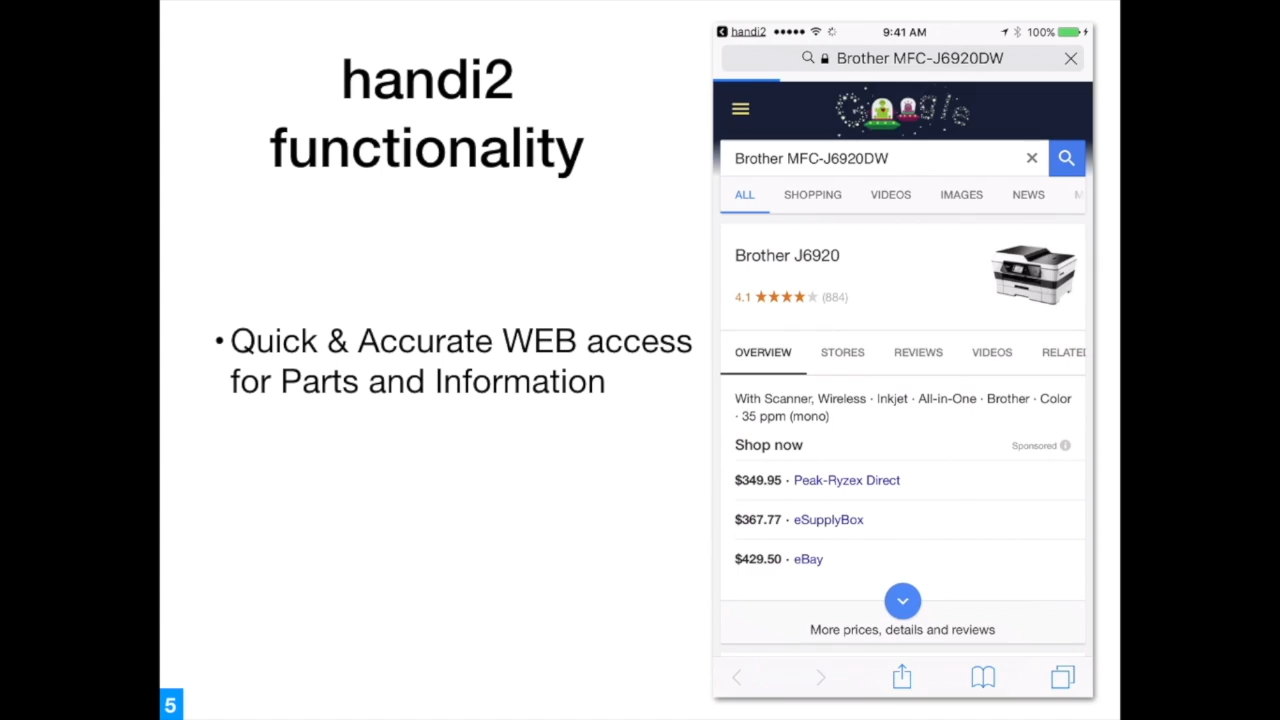 handi2
functionality
• Quick & Accurate WEB access
for Parts and Information
5
handi2 9:41 AM 100%
Brother MFC-J6920DW
Google
Brother MFC-J6920DW
ALL SHOPPING VIDEOS IMAGES NEWS M
Brother J6920
4.1 (884)
OVERVIEW STORES REVIEWS VIDEOS RELATE
With Scanner, Wireless · Inkjet · All-in-One · Brother · Color
· 35 ppm (mono)
Shop now Sponsored
$349.95 · Peak-Ryzex Direct
$367.77 · eSupplyBox
$429.50 · eBay
More prices, details and reviews